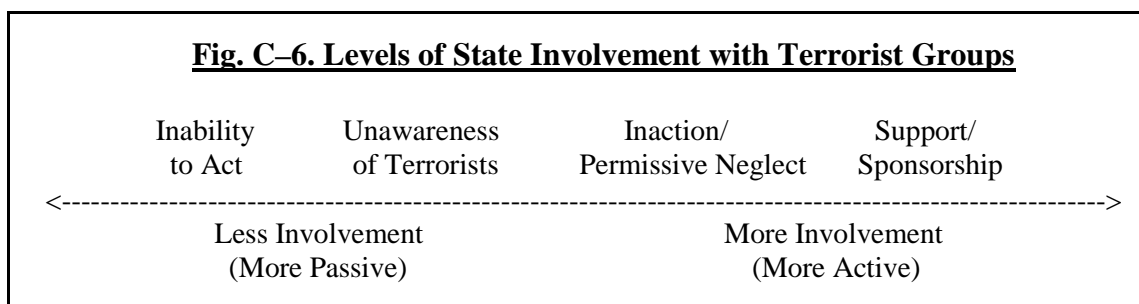 Fig. C–6. Levels of State Involvement with Terrorist Groups
Inability Unawareness Inaction/ Support/
to Act of Terrorists Permissive Neglect Sponsorship
<-------------------------------------------------------------------------------------------------------------->
Less Involvement More Involvement
(More Passive) (More Active)